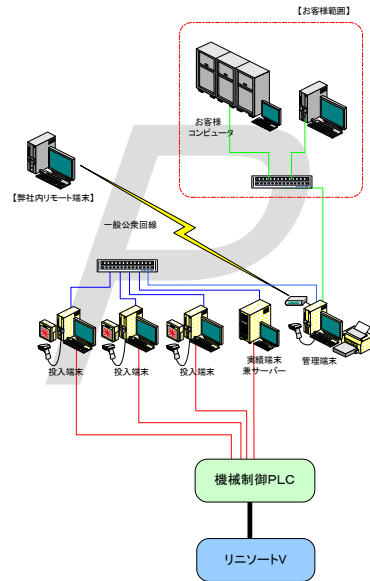 【お客様範囲】
お客様
コンピュータ
【弊社内リモート端末】
一般公衆回線
投入端末
投入端末
投入端末
実績端末
兼サーバー
管理端末
機械制御PLC
リニソートV
P